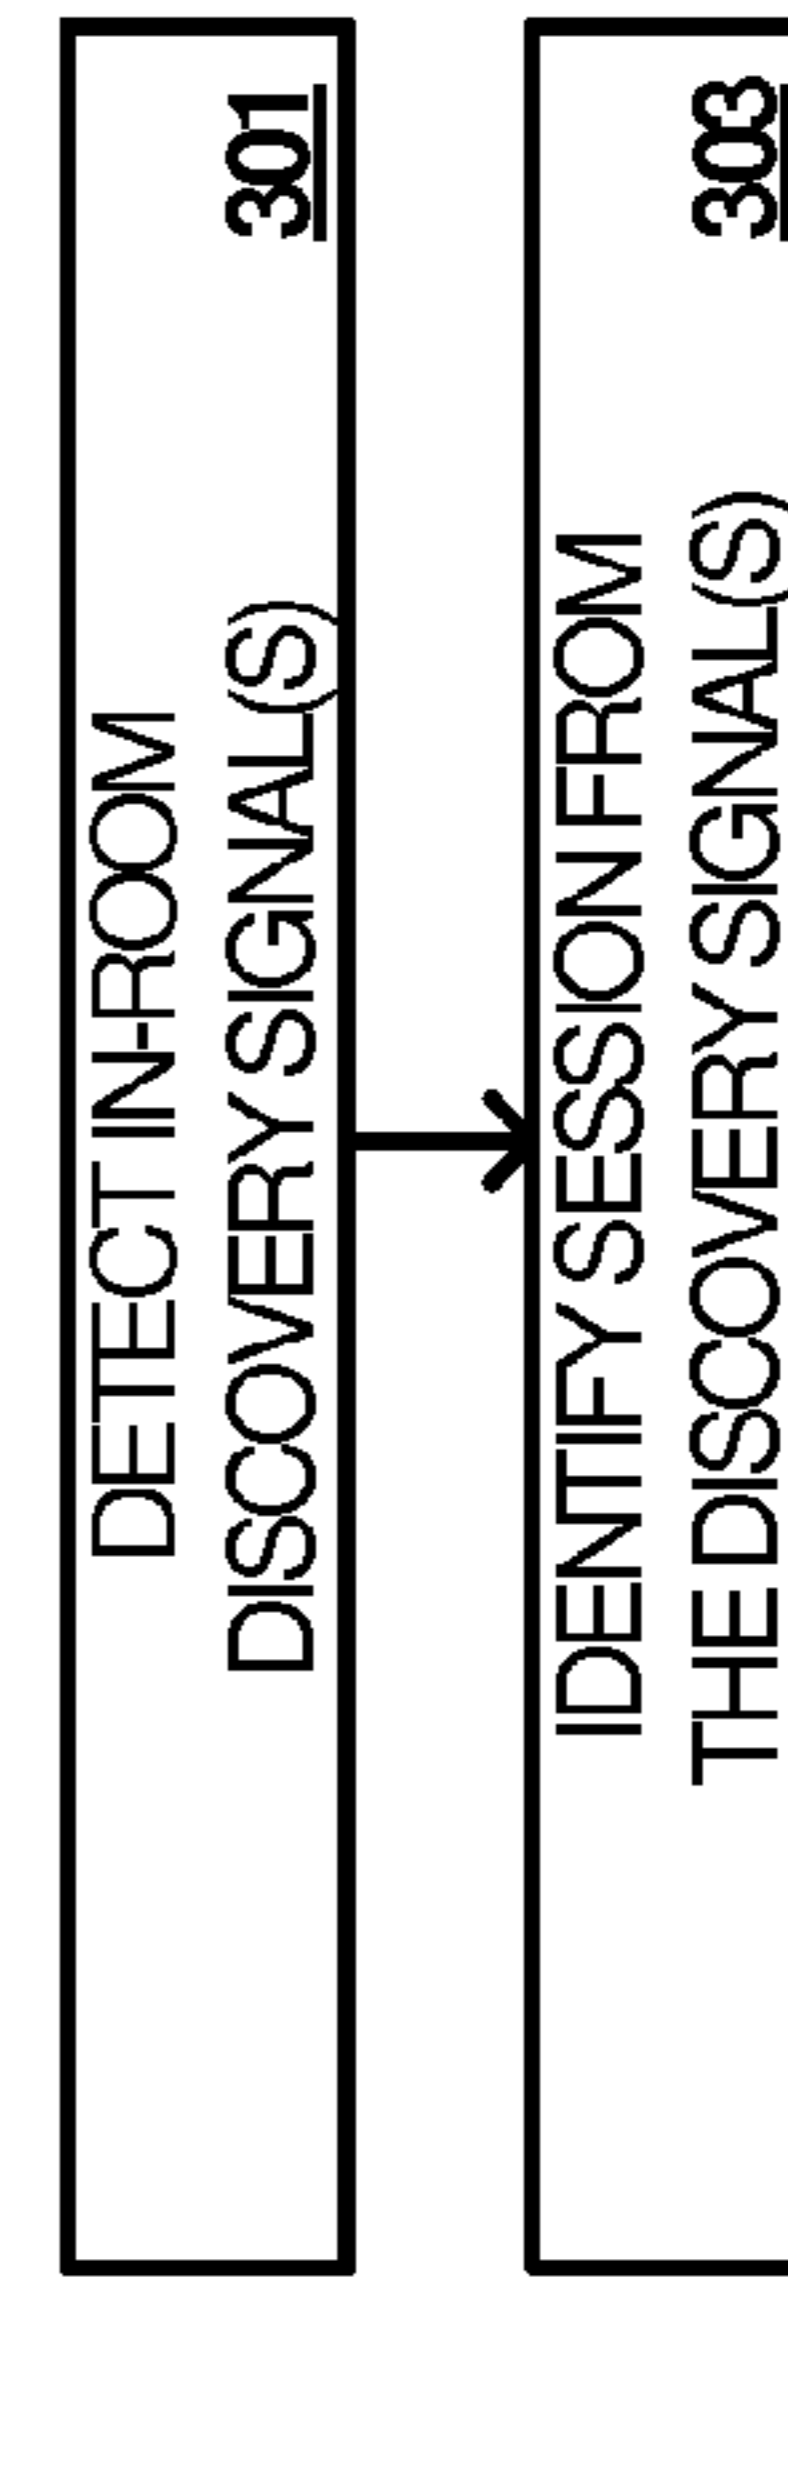 DETECT IN-ROOM
DISCOVERY SIGNAL(S) 301
IDENTIFY SESSION FROM
THE DISCOVERY SIGNAL(S) 303